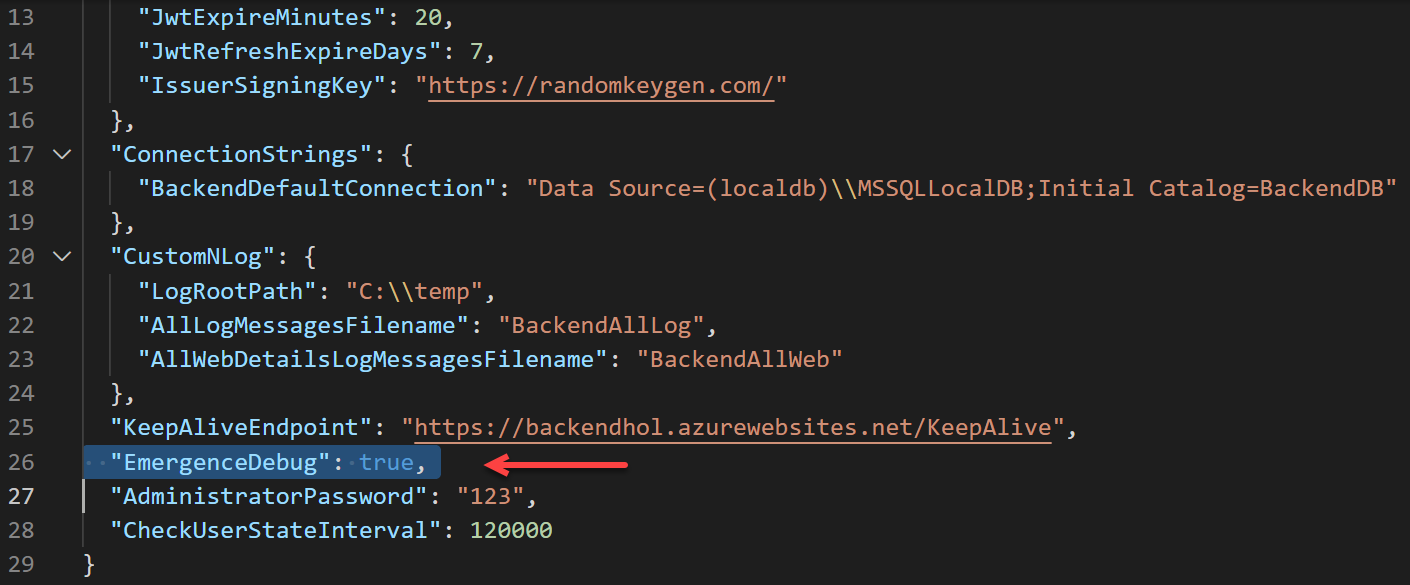 13 "JwtExpireMinutes": 20,
14 "JwtRefreshExpireDays": 7,
15 "IssuerSigningKey": "https://randomkeygen.com/"
16 },
17 "ConnectionStrings": {
18 "BackendDefaultConnection": "Data Source=(localdb)\\MSSQLLocalDB;Initial Catalog=BackendDB"
19 },
20 "CustomNLog": {
21 "LogRootPath": "C:\\temp",
22 "AllLogMessagesFilename": "BackendAllLog",
23 "AllWebDetailsLogMessagesFilename": "BackendAllWeb"
24 },
25 "KeepAliveEndpoint": "https://backendhol.azurewebsites.net/KeepAlive",
26 "EmergenceDebug": true,
27 "AdministratorPassword": "123",
28 "CheckUserStateInterval": 120000
29 }